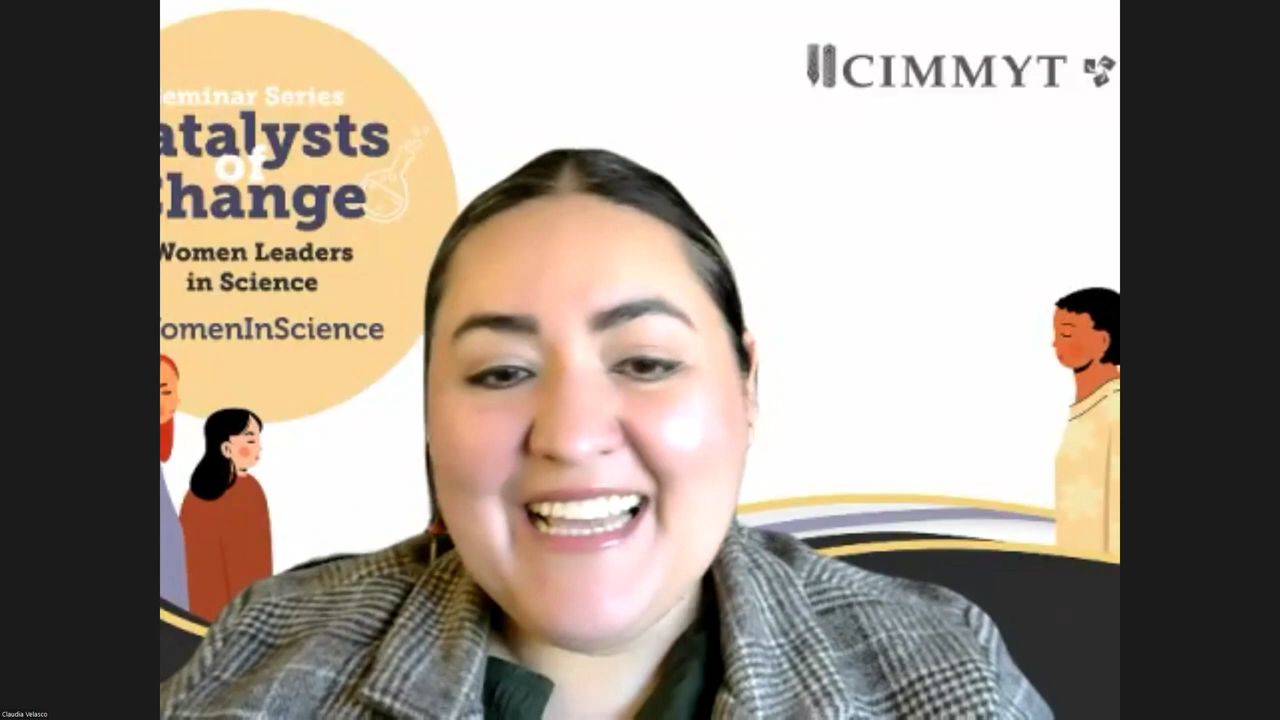 eminar Series
atalysts
of
Change
Women Leaders
in Science
omenInScience
CIMMYT
Claudia Velasco